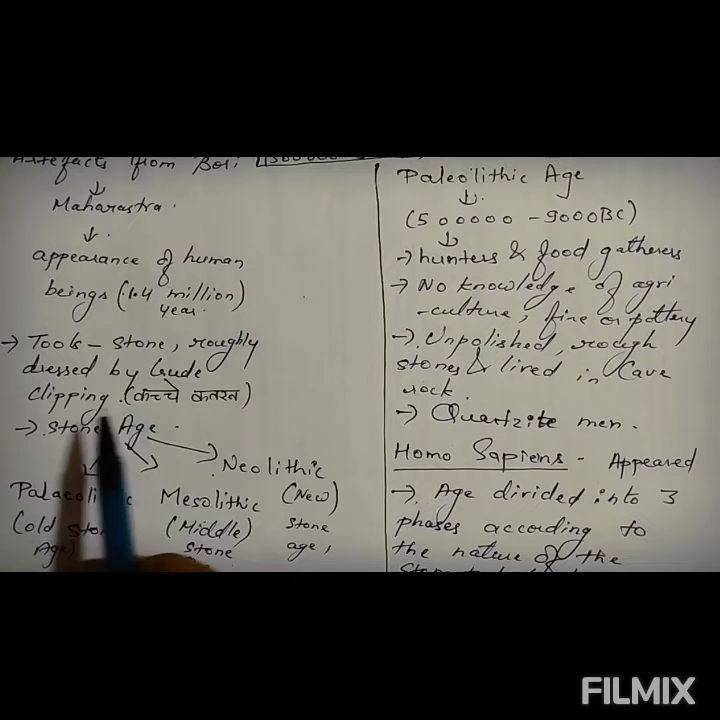 Artefacts from Bori
Maharastra.
appearance of human
beings (1.4 million)
year.
→ Tools - stone, roughly
dressed by Crude
clipping. (कच्चे कतरन)
→ Stone Age.
Neolithic
Mesolithic (New)
(old (Middle) stone
Age) stone age,
Paleolithic Age
(500000 - 9000BC)
→ hunters & food gatherers
→ No knowledge of agri
-culture, fire or pottery
→ Unpolished, rough
stones & lived in Cave
rock.
→ Quartzite men.
Homo Sapiens - Appeared
→ Age divided into 3
phases according to
the nature of the
FILMIX